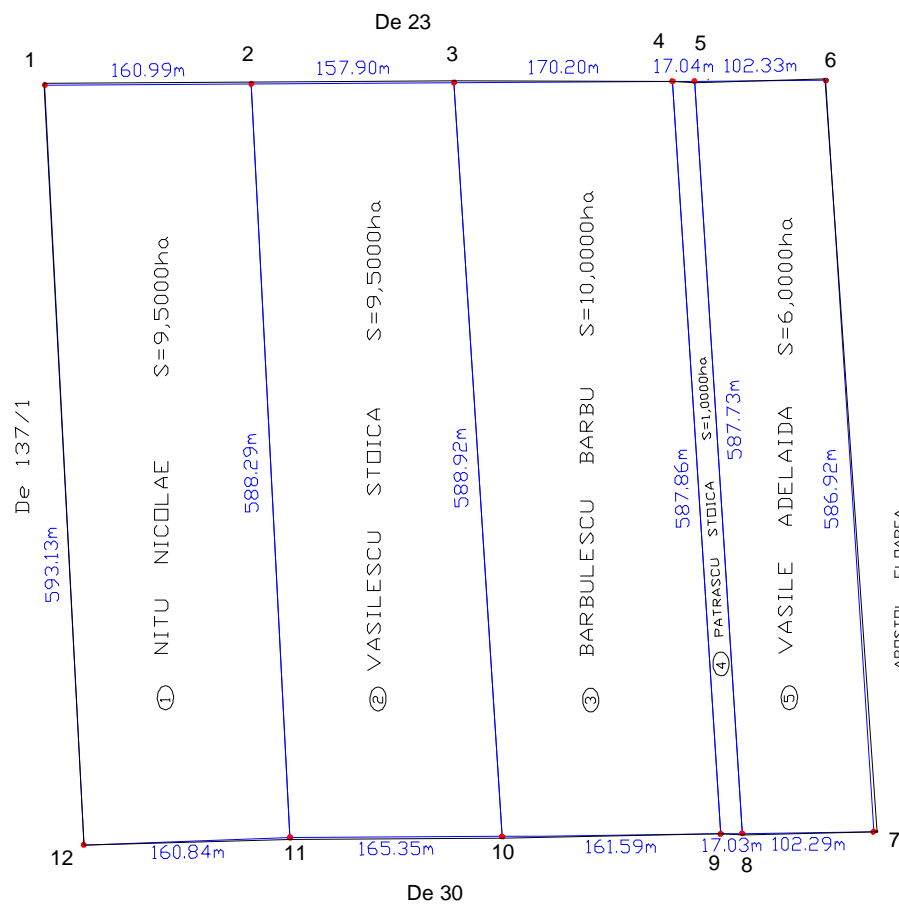 De 23
1
2
3
4
5
6
160.99m
157.90m
170.20m
17.04m
102.33m
De 137/1
593.13m
1 NITU NICOLAE S=9,5000ha
588.29m
2 VASILESCU STOICA S=9,5000ha
588.92m
3 BARBULESCU BARBU S=10,0000ha
587.86m
4 PATRASCU STOICA S=1,0000ha
587.73m
5 VASILE ADELAIDA S=6,0000ha
586.92m
12
11
10
9
8
7
160.84m
165.35m
161.59m
17.03m
102.29m
De 30